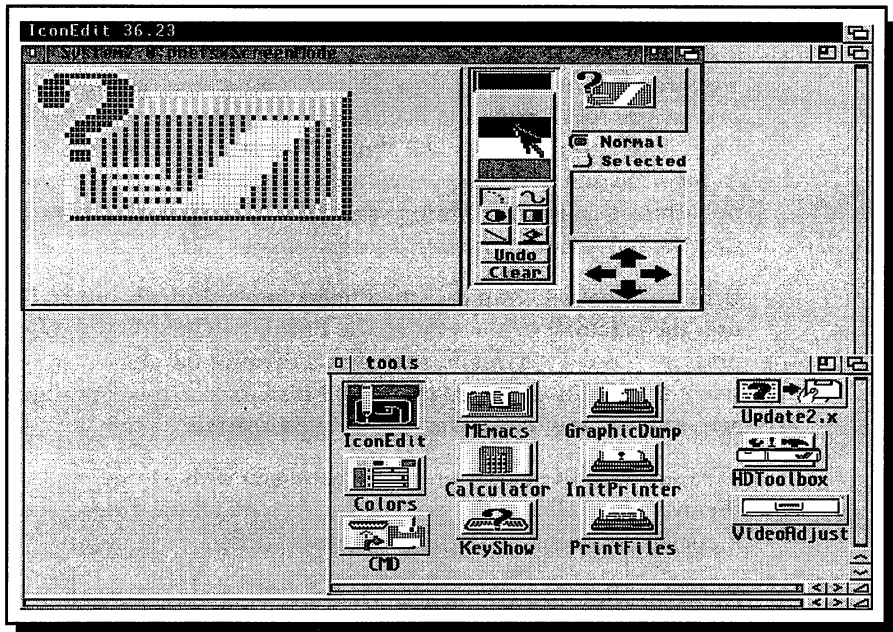 IconEdit 36.23
Normal
Selected
Undo
Clear
tools
IconEdit
MEmacs
GraphicDump
Update2.x
Colors
Calculator
InitPrinter
HDToolbox
CMD
KeyShow
PrintFiles
VideoAdjust